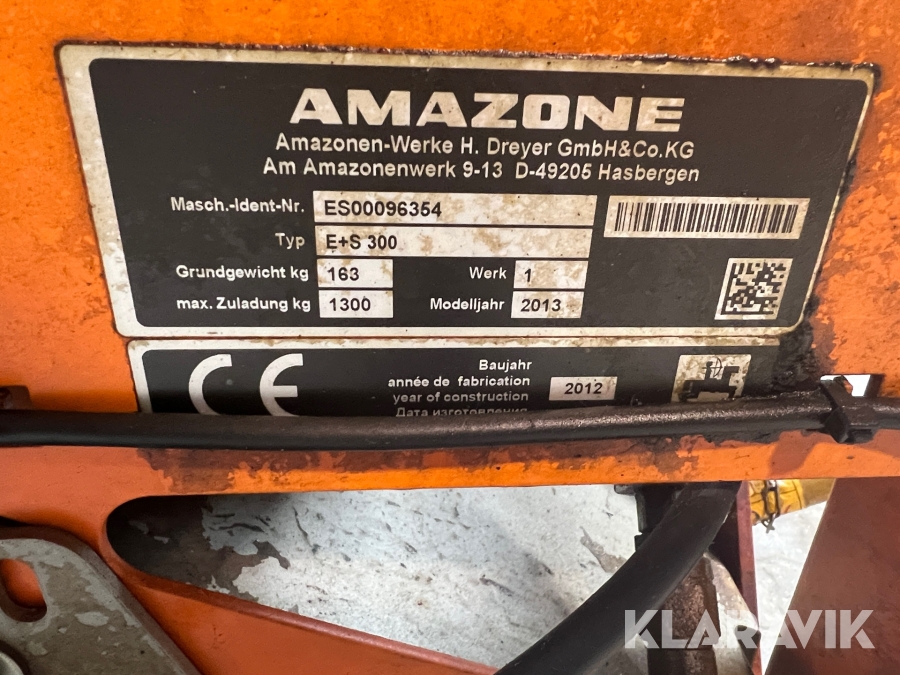 AMAZONE
Amazonen-Werke H. Dreyer GmbH&Co.KG
Am Amazonenwerk 9-13 D-49205 Hasbergen
Masch.-Ident-Nr. ES00096354
Typ E+S 300
Grundgewicht kg 163 Werk 1
max. Zuladung kg 1300 Modelljahr 2013
CE
Baujahr
année de fabrication
year of construction 2012
Дата изготовления
KLARAVIK